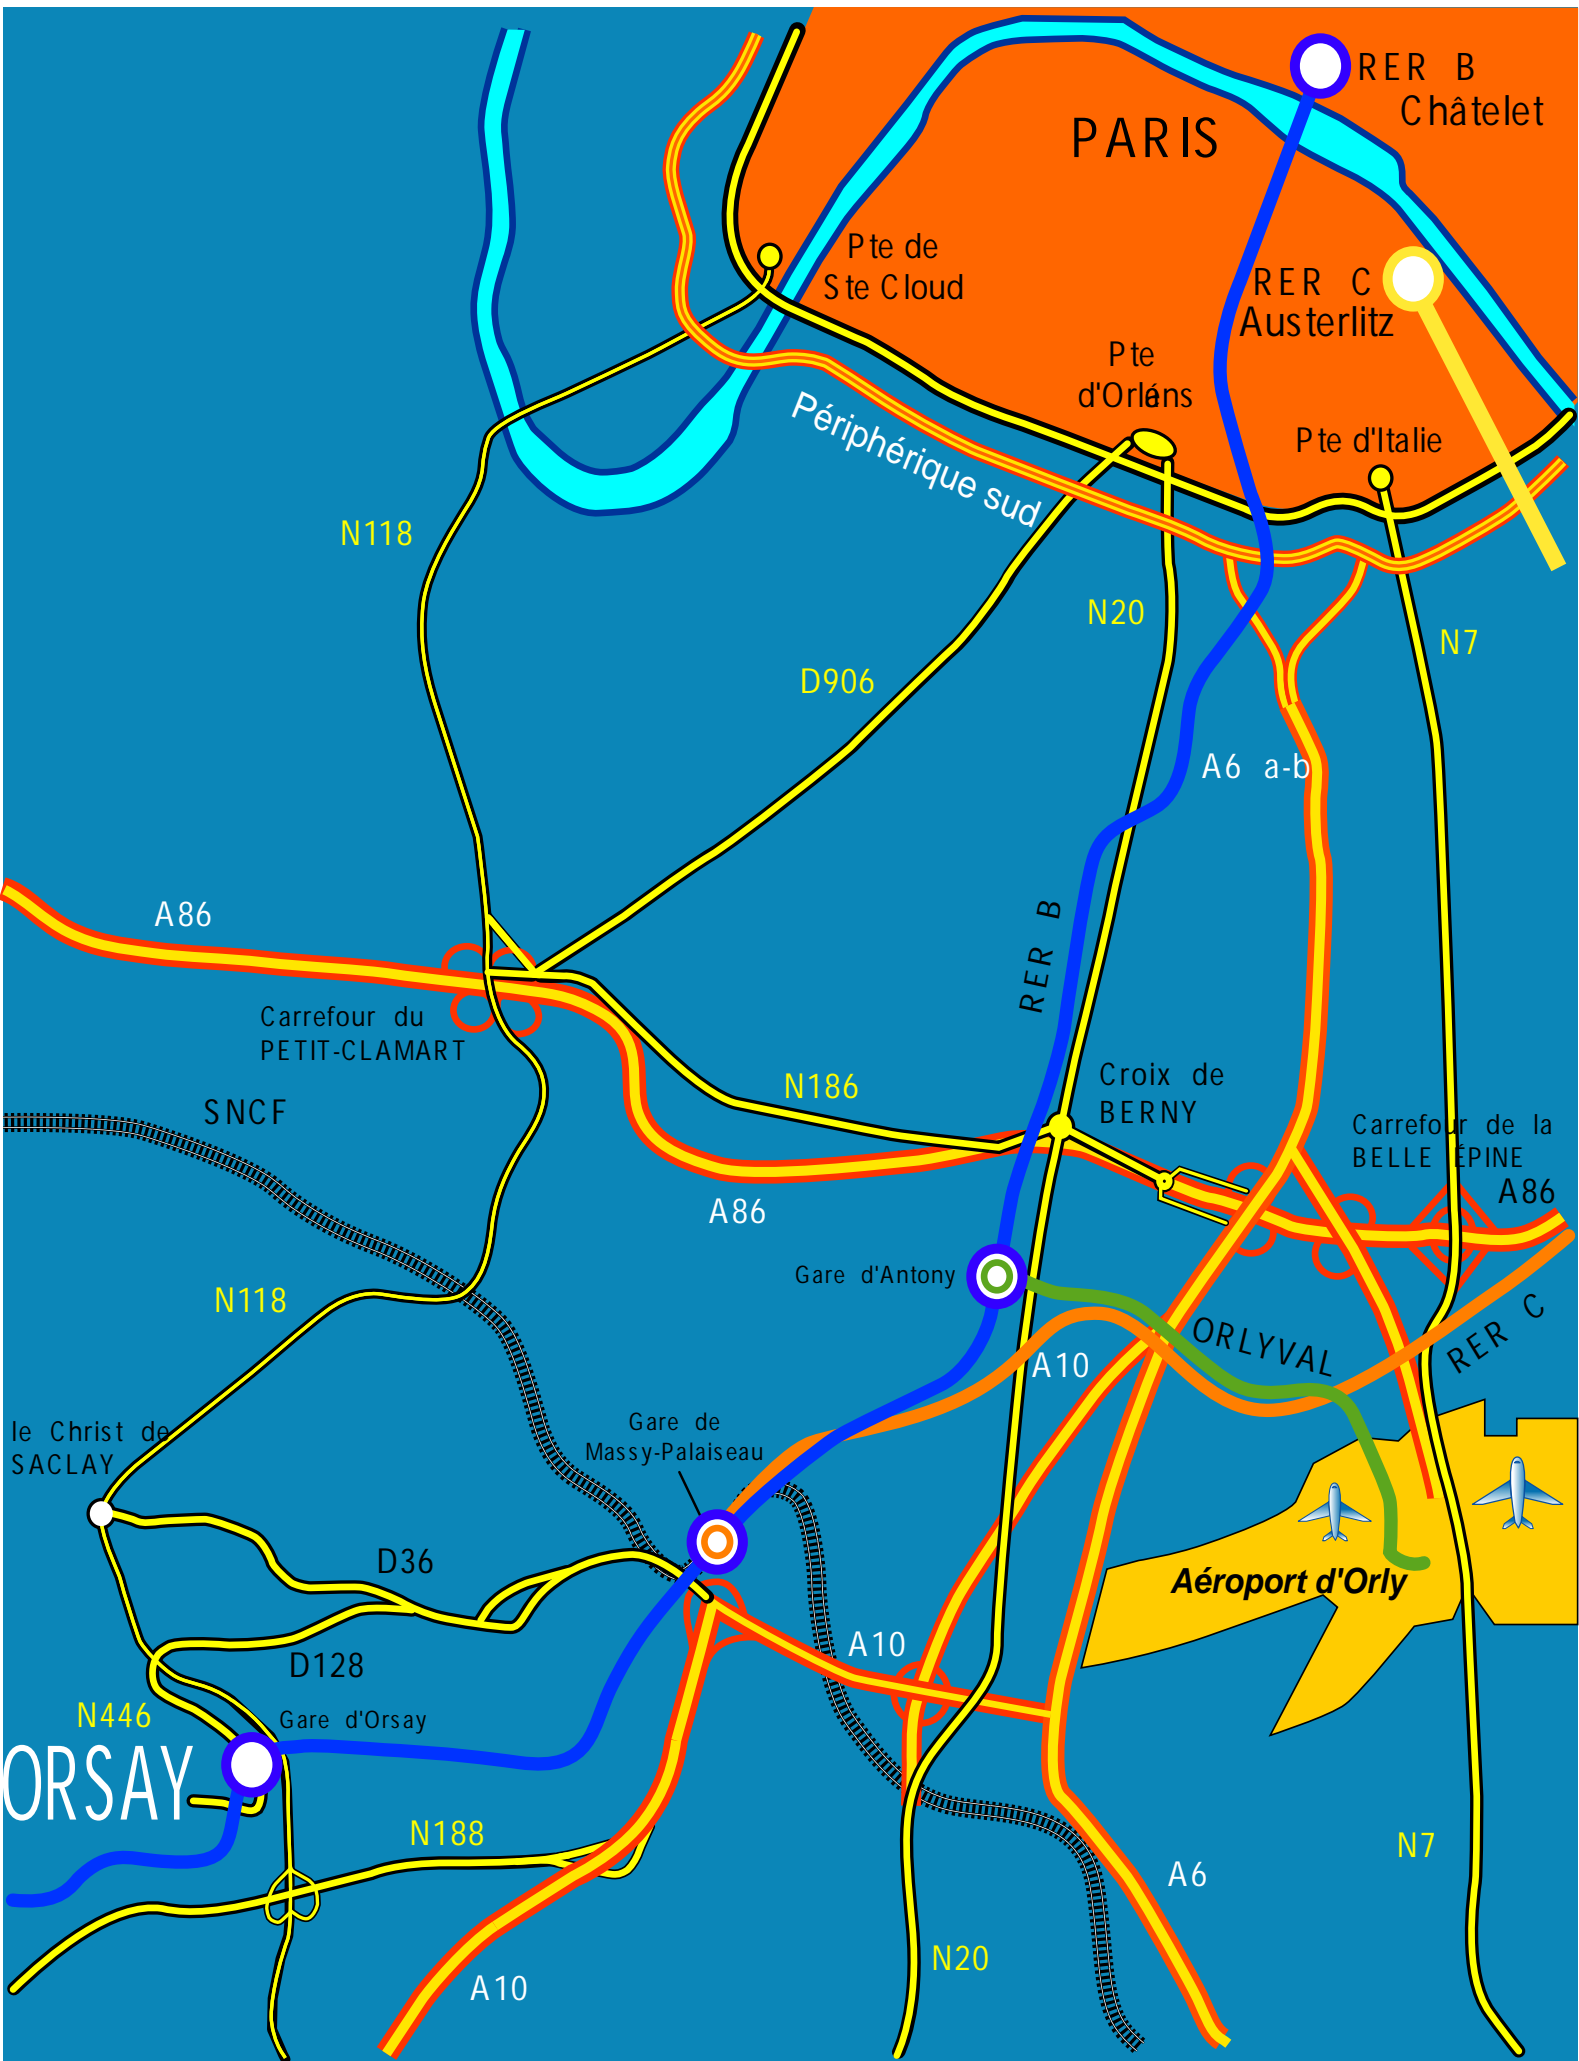 RER B
Châtelet
PARIS
Pte de
Ste Cloud
RER C
Austerlitz
Pte
d'Orléans
Périphérique sud
Pte d'Italie
N118
N20
N7
D906
A6 a-b
A86
RER B
Carrefour du
PETIT-CLAMART
N186
Croix de
BERNY
SNCF
Carrefour de la
BELLE ÉPINE
A86
A86
Gare d'Antony
N118
ORLYVAL
RER C
A10
le Christ de
SACLAY
Gare de
Massy-Palaiseau
D36
Aéroport d'Orly
A10
D128
N446
Gare d'Orsay
ORSAY
N188
N7
A6
N20
A10